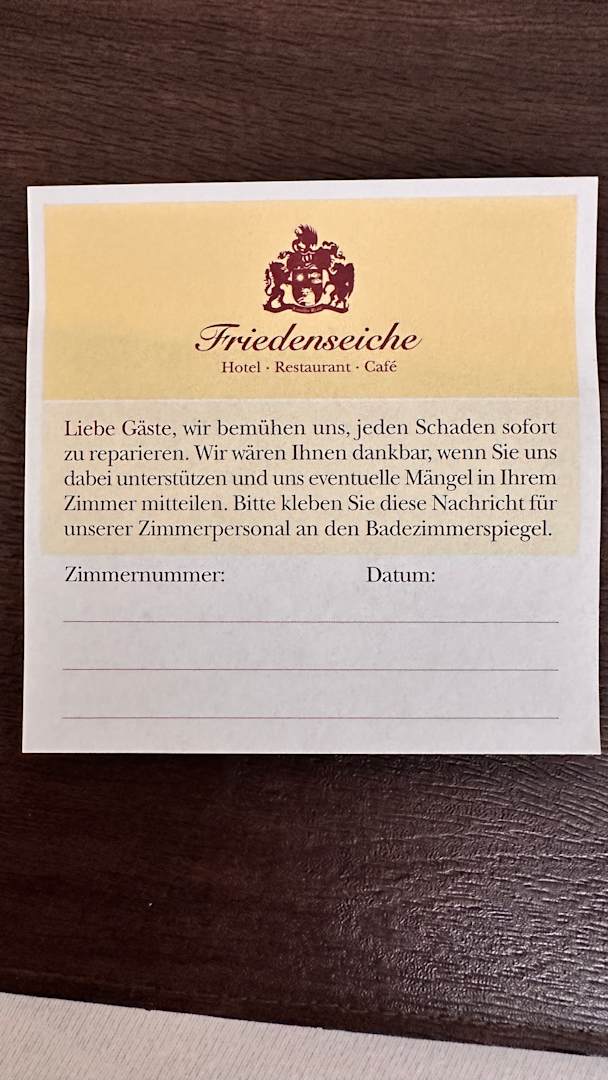 Friedenseiche
Hotel · Restaurant · Café
Liebe Gäste, wir bemühen uns, jeden Schaden sofort
zu reparieren. Wir wären Ihnen dankbar, wenn Sie uns
dabei unterstützen und uns eventuelle Mängel in Ihrem
Zimmer mitteilen. Bitte kleben Sie diese Nachricht für
unserer Zimmerpersonal an den Badezimmerspiegel.
Zimmernummer: Datum: